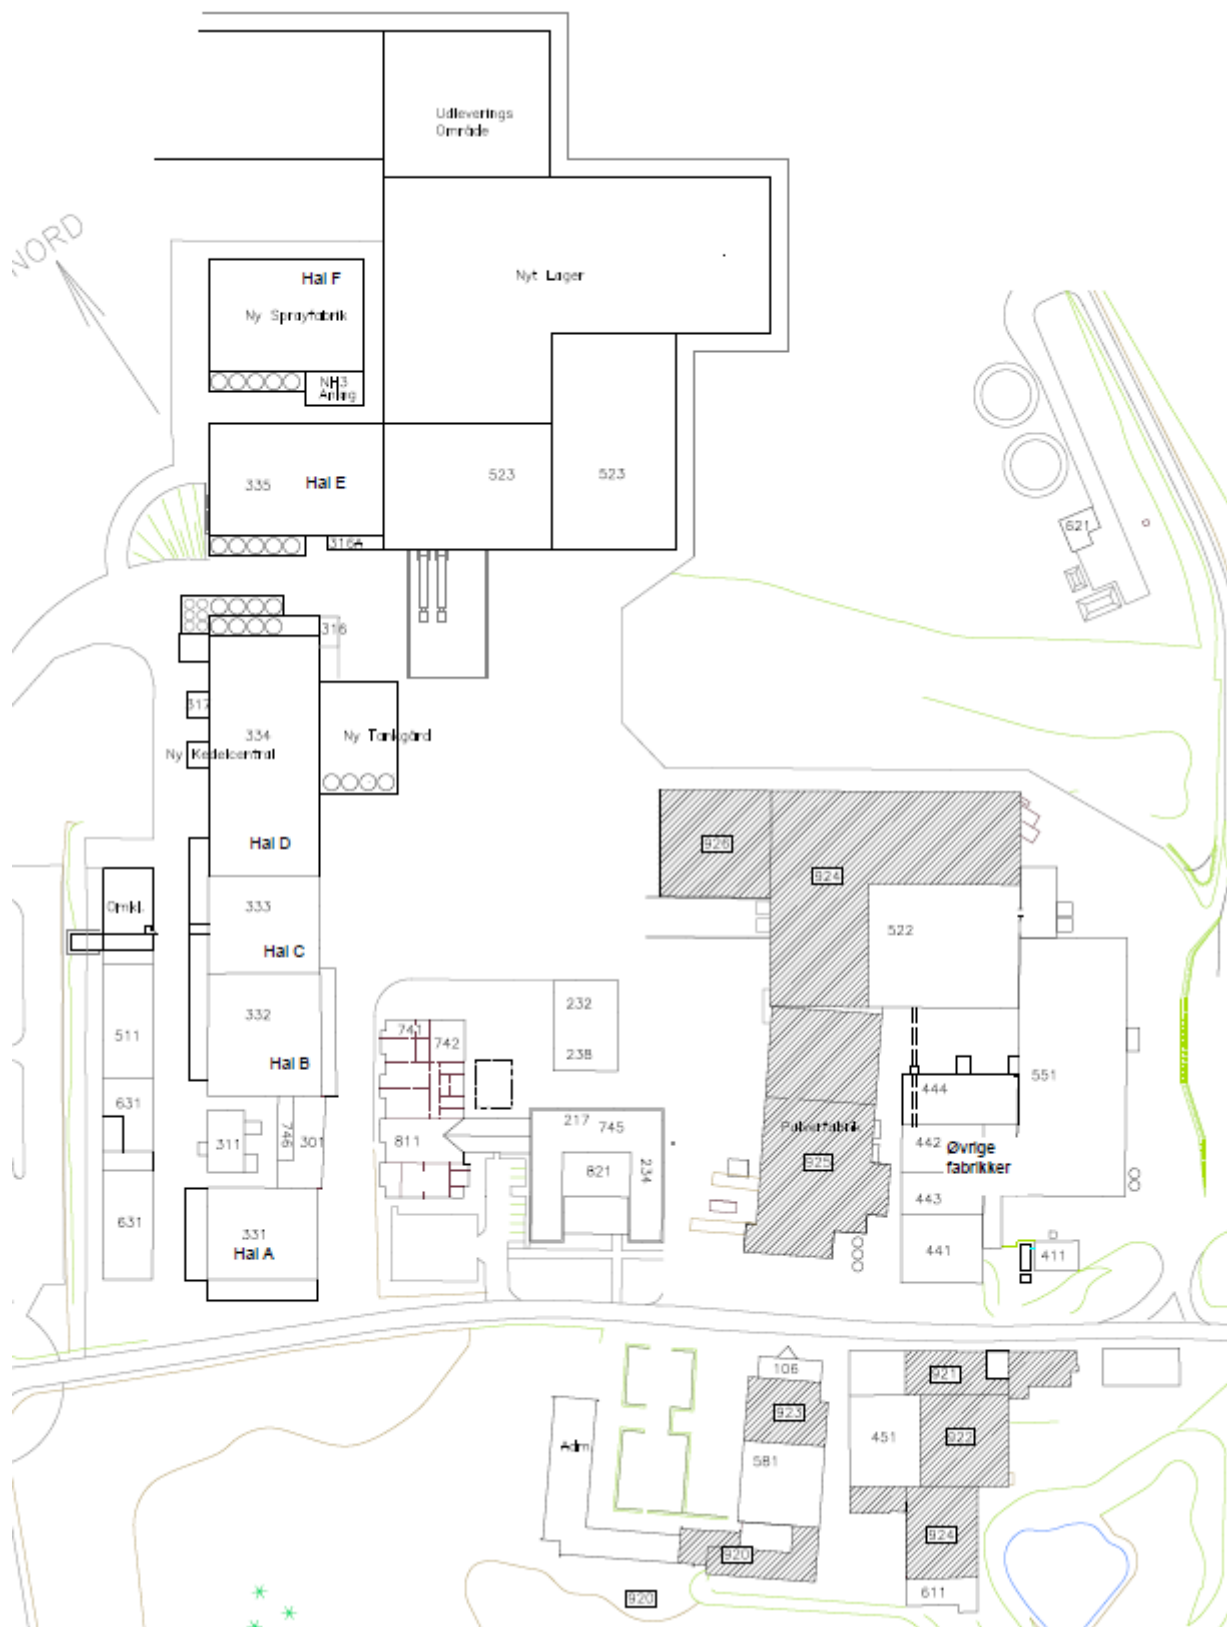 Udleverings
Område
NORD
Nyt Lager
Hal F
Ny Sprayfabrik
NH3
Anlæg
335
Hal E
523
523
316A
621
316
317
334
Ny Tankgård
Ny Kedelcentral
Hal D
926
924
Omkl.
333
522
Hal C
232
332
741
742
511
238
Hal B
551
444
631
217
745
Pulverfabrik
311
746
301
811
442
Øvrige
fabrikker
821
234
925
443
631
331
Hal A
441
D
411
106
921
923
451
922
Adm
581
924
920
920
611